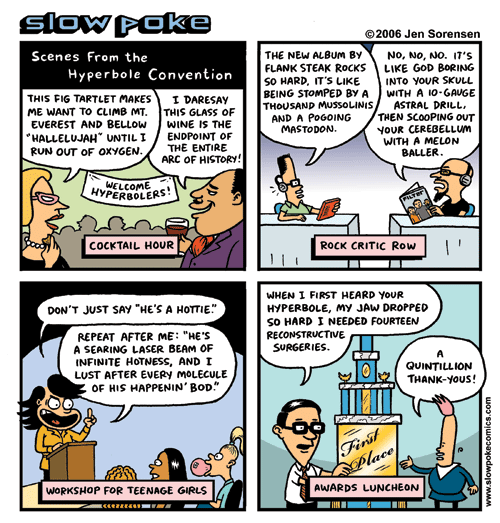 slow poke
©2006 Jen Sorensen
Scenes From the
Hyperbole Convention
THIS FIG TARTLET MAKES
ME WANT TO CLIMB MT.
EVEREST AND BELLOW
"HALLELUJAH" UNTIL I
RUN OUT OF OXYGEN.
I DARESAY
THIS GLASS OF
WINE IS THE
ENDPOINT OF
THE ENTIRE
ARC OF HISTORY!
WELCOME
HYPERBOLERS!
COCKTAIL HOUR
THE NEW ALBUM BY
FLANK STEAK ROCKS
SO HARD, IT'S LIKE
BEING STOMPED BY A
THOUSAND MUSSOLINIS
AND A POGOING
MASTODON.
NO, NO, NO. IT'S
LIKE GOD BORING
INTO YOUR SKULL
WITH A 10-GAUGE
ASTRAL DRILL,
THEN SCOOPING OUT
YOUR CEREBELLUM
WITH A MELON
BALLER.
FILTER
ROCK CRITIC ROW
DON'T JUST SAY "HE'S A HOTTIE."
REPEAT AFTER ME: "HE'S
A SEARING LASER BEAM OF
INFINITE HOTNESS, AND I
LUST AFTER EVERY MOLECULE
OF HIS HAPPENIN' BOD."
WORKSHOP FOR TEENAGE GIRLS
WHEN I FIRST HEARD YOUR
HYPERBOLE, MY JAW DROPPED
SO HARD I NEEDED FOURTEEN
RECONSTRUCTIVE
SURGERIES.
A
QUINTILLION
THANK-YOUS!
First
Place
AWARDS LUNCHEON
www.slowpokecomics.com